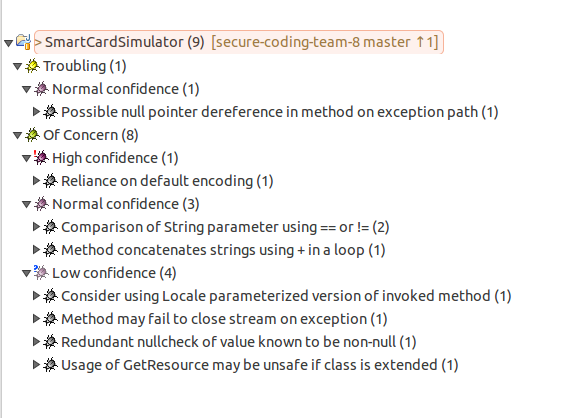 > SmartCardSimulator (9) [secure-coding-team-8 master ↑1]
Troubling (1)
Normal confidence (1)
Possible null pointer dereference in method on exception path (1)
Of Concern (8)
High confidence (1)
Reliance on default encoding (1)
Normal confidence (3)
Comparison of String parameter using == or != (2)
Method concatenates strings using + in a loop (1)
Low confidence (4)
Consider using Locale parameterized version of invoked method (1)
Method may fail to close stream on exception (1)
Redundant nullcheck of value known to be non-null (1)
Usage of GetResource may be unsafe if class is extended (1)